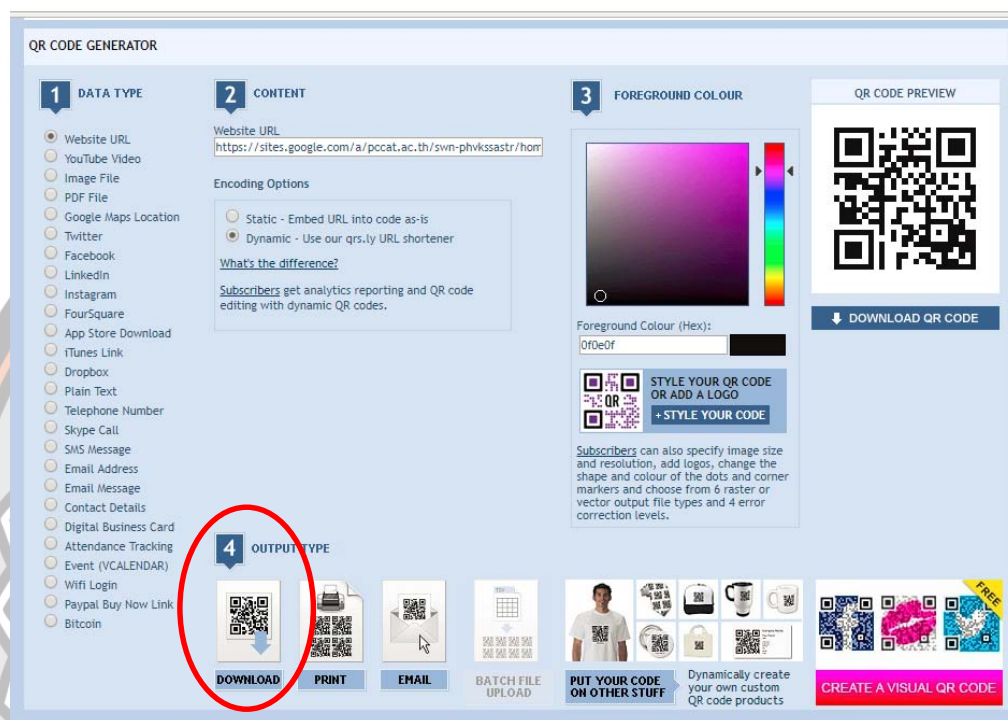 QR CODE GENERATOR
1 DATA TYPE
Website URL
YouTube Video
Image File
PDF File
Google Maps Location
Twitter
Facebook
LinkedIn
Instagram
FourSquare
App Store Download
iTunes Link
Dropbox
Plain Text
Telephone Number
Skype Call
SMS Message
Email Address
Email Message
Contact Details
Digital Business Card
Attendance Tracking
Event (VCALENDAR)
Wifi Login
Paypal Buy Now Link
Bitcoin
2 CONTENT
Website URL
https://sites.google.com/a/pccat.ac.th/swn-phvkssastr/hom
Encoding Options
Static - Embed URL into code as-is
Dynamic - Use our qrs.ly URL shortener
What's the difference?
Subscribers get analytics reporting and QR code
editing with dynamic QR codes.
3 FOREGROUND COLOUR
Foreground Colour (Hex):
0f0e0f
QR
STYLE YOUR QR CODE
OR ADD A LOGO
+ STYLE YOUR CODE
Subscribers can also specify image size
and resolution, add logos, change the
shape and colour of the dots and corner
markers and choose from 6 raster or
vector output file types and 4 error
correction levels.
QR CODE PREVIEW
DOWNLOAD QR CODE
4 OUTPUT TYPE
DOWNLOAD
PRINT
EMAIL
BATCH FILE
UPLOAD
PUT YOUR CODE
ON OTHER STUFF
Dynamically create
your own custom
QR code products
FREE
CREATE A VISUAL QR CODE